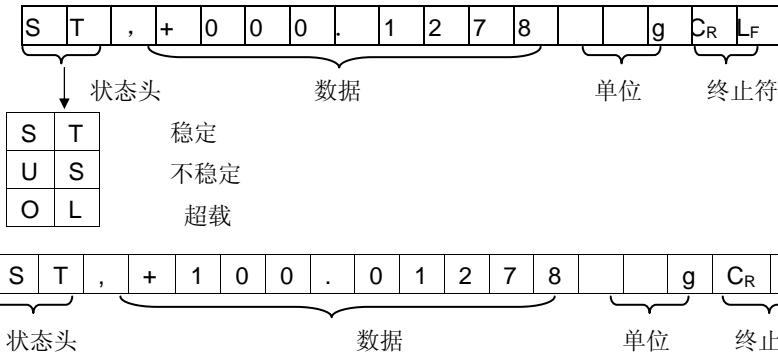 S T , + 0 0 0 . 1 2 7 8 g CR LF
状态头 数据 单位 终止符
S T 稳定
U S 不稳定
O L 超载
S T , + 1 0 0 . 0 1 2 7 8 g CR
状态头 数据 单位 终止